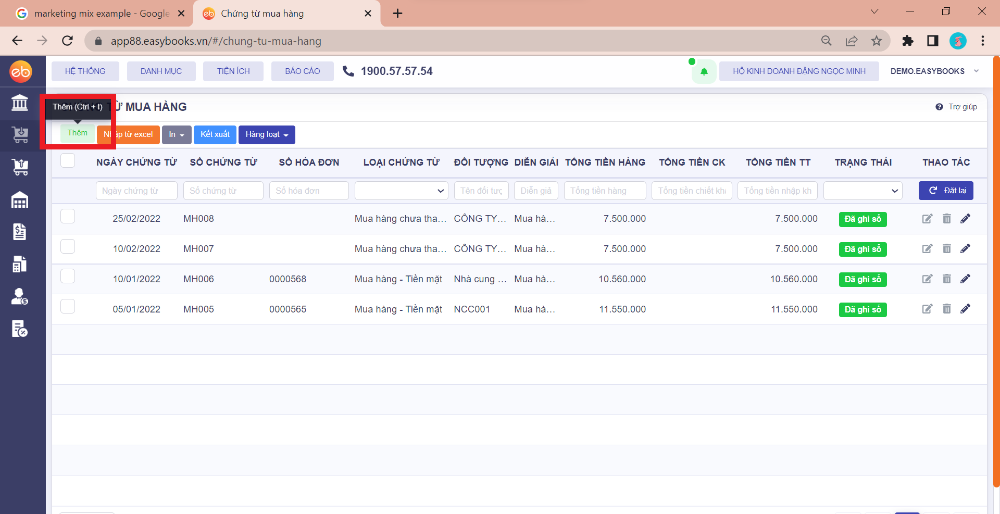 marketing mix example - Google
Chứng từ mua hàng
app88.easybooks.vn/#/chung-tu-mua-hang
eb
HỆ THỐNG
DANH MỤC
TIỆN ÍCH
BÁO CÁO
1900.57.57.54
HỘ KINH DOANH ĐẶNG NGỌC MINH
DEMO.EASYBOOKS
Thêm (Ctrl + I)
MUA HÀNG
Trợ giúp
Thêm
Nhập từ excel
In
Kết xuất
Hàng loạt
NGÀY CHỨNG TỪ SỐ CHỨNG TỪ SỐ HÓA ĐƠN LOẠI CHỨNG TỪ ĐỐI TƯỢNG DIỄN GIẢI TỔNG TIỀN HÀNG TỔNG TIỀN CK TỔNG TIỀN TT TRẠNG THÁI THAO TÁC
Ngày chứng từ Số chứng từ Số hóa đơn Tên đối tượ Diễn giả Tổng tiền hàng Tổng tiền chiết khấ Tổng tiền nhập kh Đặt lại
25/02/2022 MH008 Mua hàng chưa tha... CÔNG TY... Mua hà... 7.500.000 7.500.000 Đã ghi sổ
10/02/2022 MH007 Mua hàng chưa tha... CÔNG TY... Mua hà... 7.500.000 7.500.000 Đã ghi sổ
10/01/2022 MH006 0000568 Mua hàng - Tiền mặt Nhà cung ... Mua hà... 10.560.000 10.560.000 Đã ghi sổ
05/01/2022 MH005 0000565 Mua hàng - Tiền mặt NCC001 Mua hà... 11.550.000 11.550.000 Đã ghi sổ